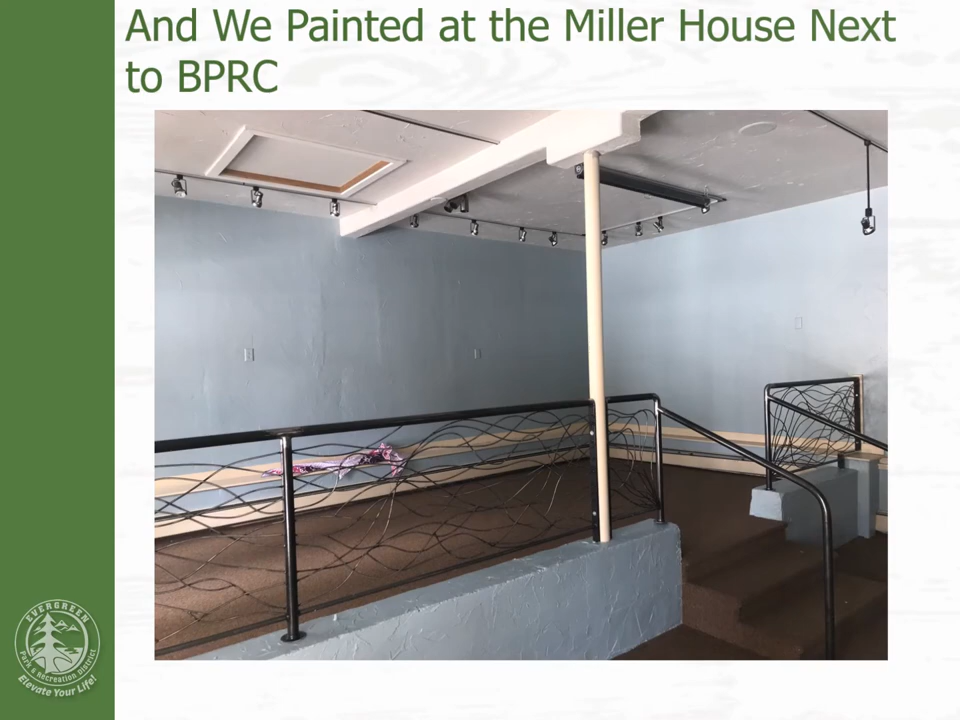 And We Painted at the Miller House Next
to BPRC
EVERGREEN
Park & Recreation District
Elevate Your Life!